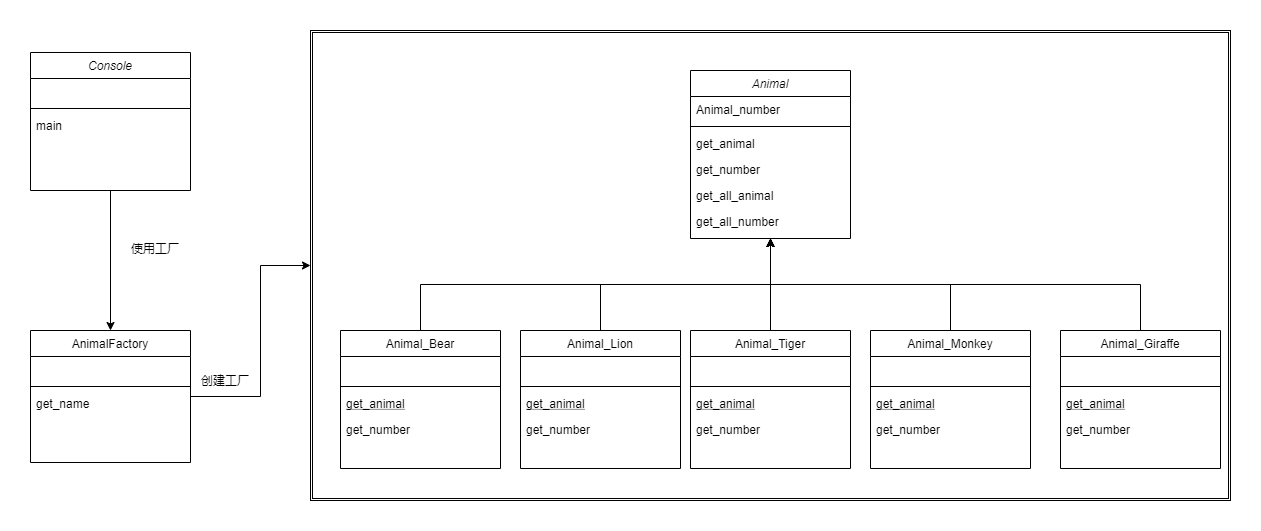 Console
main
使用工厂
AnimalFactory
get_name
创建工厂
Animal
Animal_number
get_animal
get_number
get_all_animal
get_all_number
Animal_Bear
get_animal
get_number
Animal_Lion
get_animal
get_number
Animal_Tiger
get_animal
get_number
Animal_Monkey
get_animal
get_number
Animal_Giraffe
get_animal
get_number